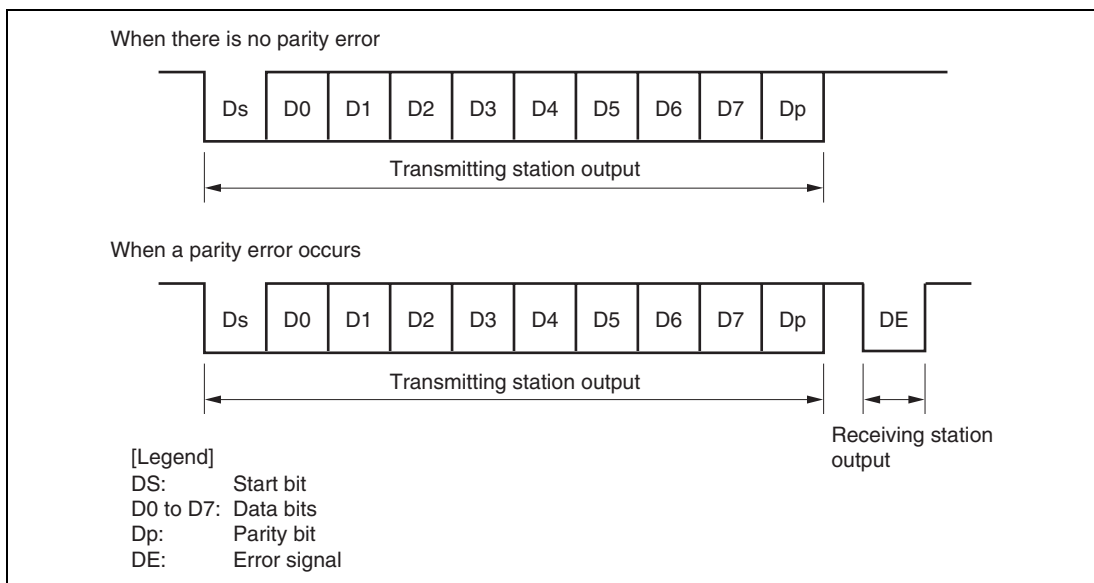 When there is no parity error
Ds D0 D1 D2 D3 D4 D5 D6 D7 Dp
Transmitting station output
When a parity error occurs
Ds D0 D1 D2 D3 D4 D5 D6 D7 Dp DE
Transmitting station output
Receiving station
output
[Legend]
DS: Start bit
D0 to D7: Data bits
Dp: Parity bit
DE: Error signal